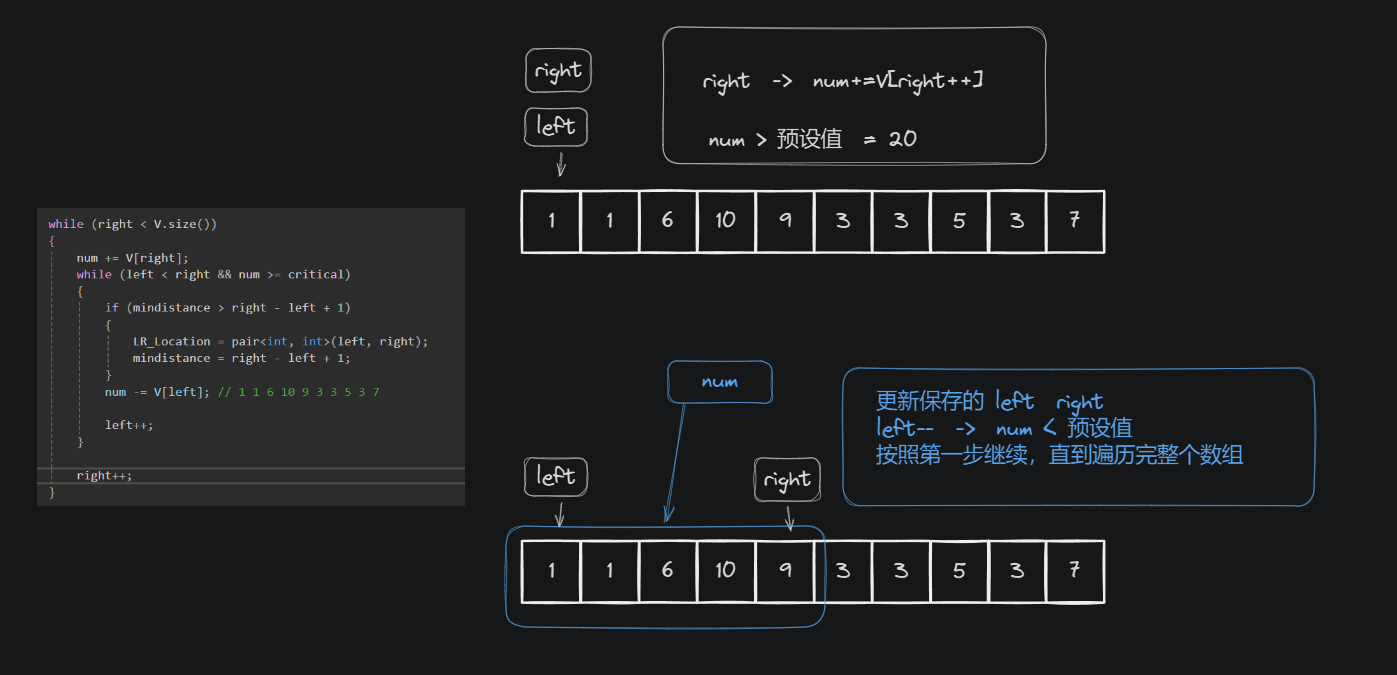 right
left
right -> num+=V[right++]
num > 预设值 = 20
1 1 6 10 9 3 3 5 3 7
while (right < V.size())
{
num += V[right];
while (left < right && num >= critical)
{
if (mindistance > right - left + 1)
{
LR_Location = pair<int, int>(left, right);
mindistance = right - left + 1;
}
num -= V[left]; // 1 1 6 10 9 3 3 5 3 7
left++;
}
right++;
}
num
更新保存的 left right
left-- -> num < 预设值
按照第一步继续，直到遍历完整个数组
left
right
1 1 6 10 9 3 3 5 3 7